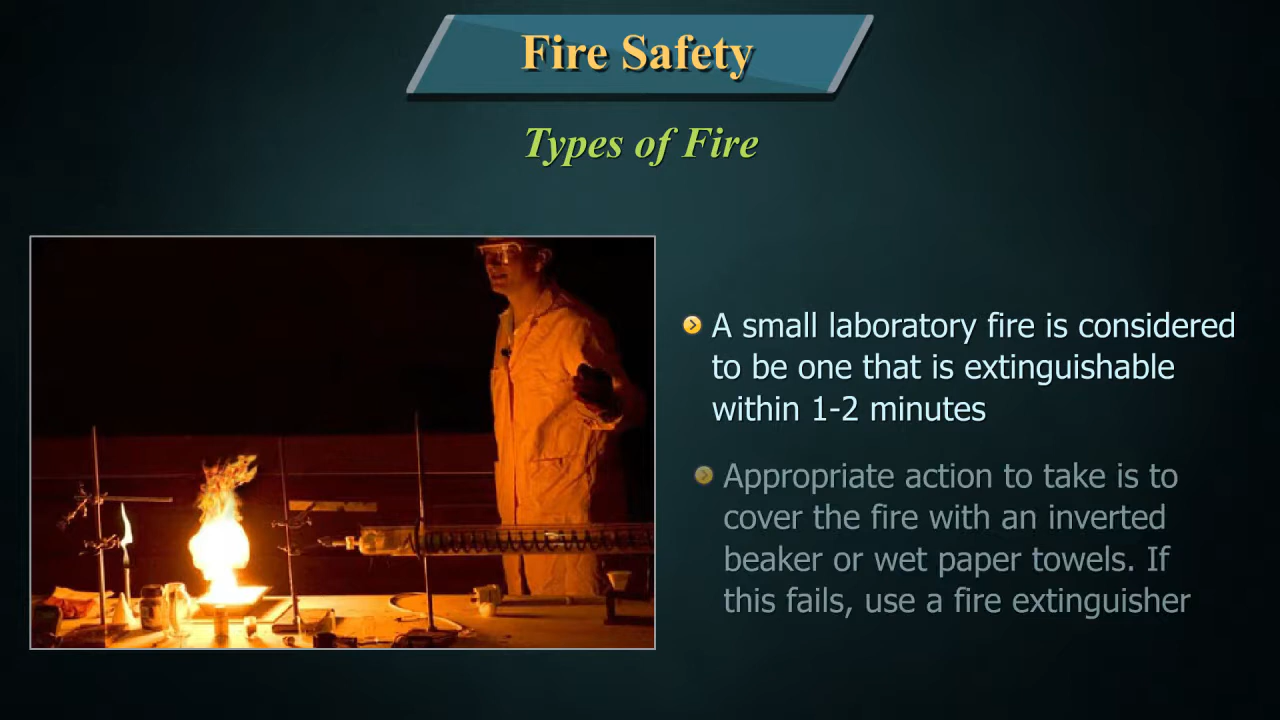 Fire Safety
Types of Fire
A small laboratory fire is considered
to be one that is extinguishable
within 1-2 minutes
Appropriate action to take is to
cover the fire with an inverted
beaker or wet paper towels. If
this fails, use a fire extinguisher